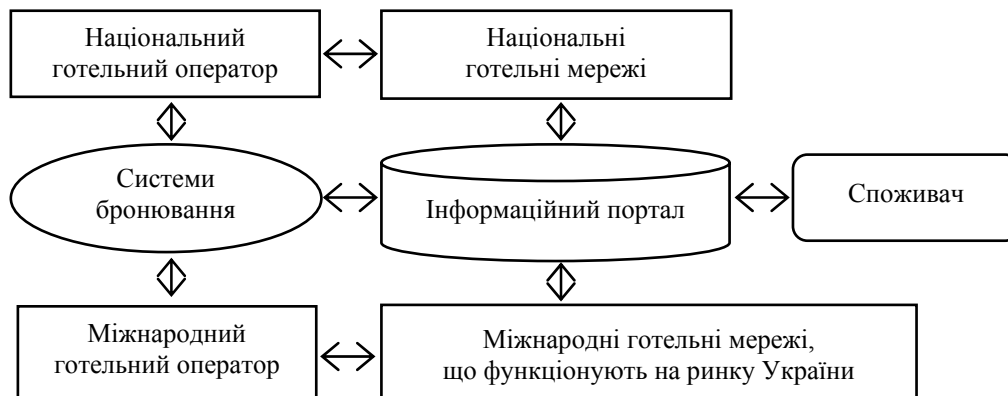 Національний
готельний оператор
Національні
готельні мережі
Системи
бронювання
Інформаційний портал
Споживач
Міжнародний
готельний оператор
Міжнародні готельні мережі,
що функціонують на ринку України